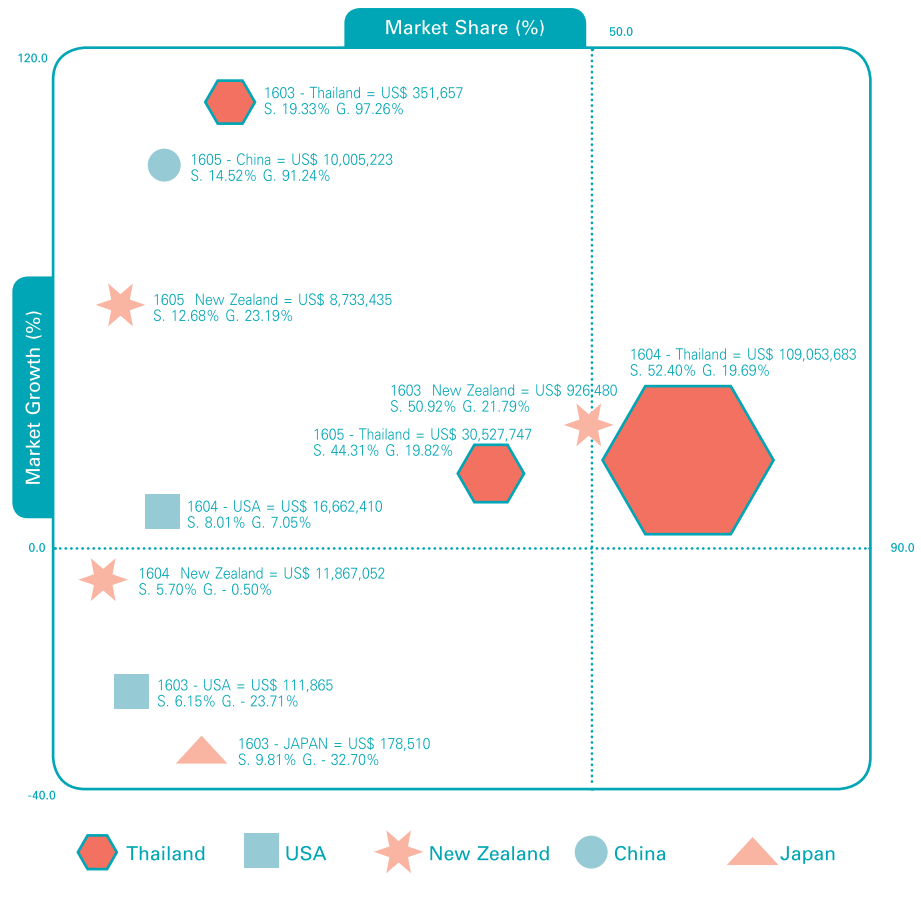 Market Share (%)
50.0
120.0
1603 - Thailand = US$ 351,657
S. 19.33% G. 97.26%
1605 - China = US$ 10,005,223
S. 14.52% G. 91.24%
Market Growth (%)
1605 New Zealand = US$ 8,733,435
S. 12.68% G. 23.19%
1604 - Thailand = US$ 109,053,683
S. 52.40% G. 19.69%
1603 New Zealand = US$ 926,480
S. 50.92% G. 21.79%
1605 - Thailand = US$ 30,527,747
S. 44.31% G. 19.82%
1604 - USA = US$ 16,662,410
S. 8.01% G. 7.05%
0.0
90.0
1604 New Zealand = US$ 11,867,052
S. 5.70% G. - 0.50%
1603 - USA = US$ 111,865
S. 6.15% G. - 23.71%
1603 - JAPAN = US$ 178,510
S. 9.81% G. - 32.70%
-40.0
Thailand
USA
New Zealand
China
Japan